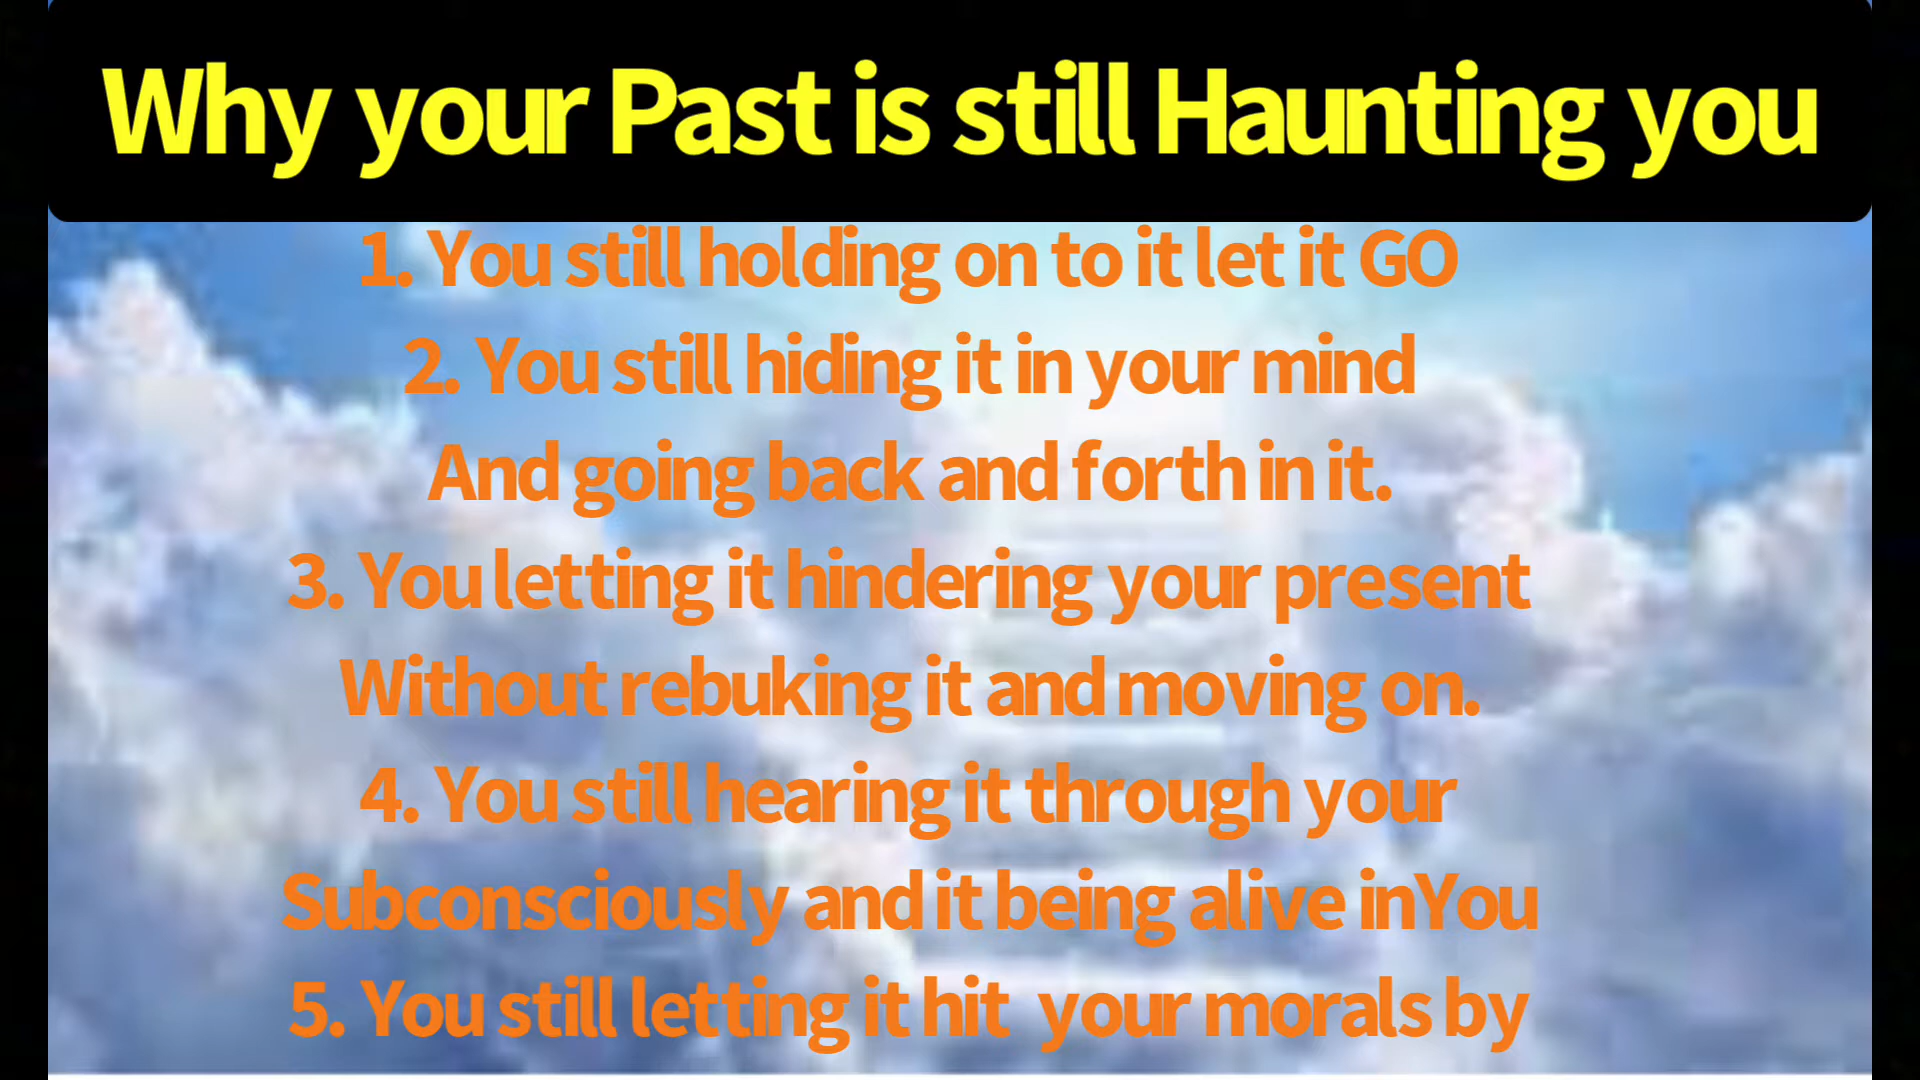 Why your Past is still Haunting you
1. You still holding on to it let it GO
2. You still hiding it in your mind
And going back and forth in it.
3. You letting it hindering your present
Without rebuking it and moving on.
4. You still hearing it through your
Subconsciously and it being alive inYou
5. You still letting it hit your morals by